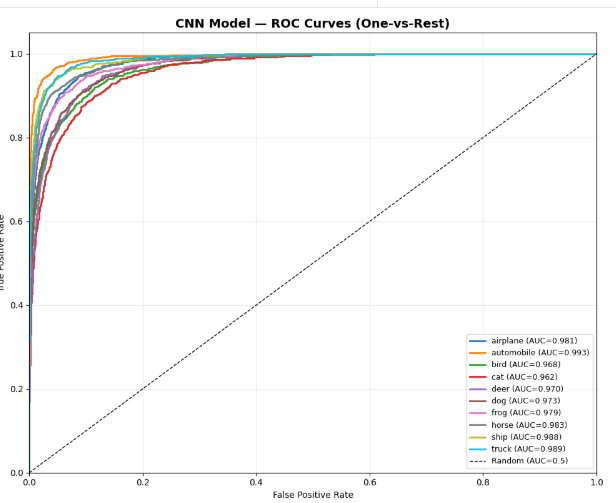 CNN Model — ROC Curves (One-vs-Rest)
1.0
0.8
0.6
0.4
0.2
0.0
True Positive Rate
0.0 0.2 0.4 0.6 0.8 1.0
False Positive Rate
airplane (AUC=0.981)
automobile (AUC=0.993)
bird (AUC=0.968)
cat (AUC=0.962)
deer (AUC=0.970)
dog (AUC=0.973)
frog (AUC=0.979)
horse (AUC=0.983)
ship (AUC=0.988)
truck (AUC=0.989)
Random (AUC=0.5)